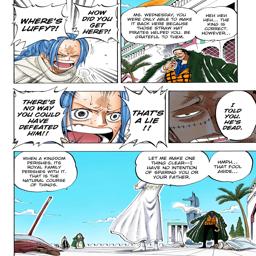 WHERE'S
LUFFY?!
HOW DID
YOU GET
HERE?!
MS. WEDNESDAY, YOU
WERE ONLY ABLE TO MAKE
IT BACK HERE BECAUSE
THOSE STRAW HAT
PIRATES HELPED YOU. BE
GRATEFUL TO THEM.
HEH HEH
HEH... THE
KING IS
CORRECT,
HOWEVER...
THERE'S
NO WAY
YOU COULD
HAVE
DEFEATED
HIM!!
THAT'S
A LIE
!!
I
TOLD
YOU.
HE'S
DEAD.
WHEN A KINGDOM
PERISHES, ITS
ROYAL FAMILY
PERISHES WITH IT.
THAT IS THE
NATURAL COURSE
OF THINGS.
LET ME MAKE ONE
THING CLEAR—I
HAVE NO INTENTION
OF SPARING YOU OR
YOUR FATHER.
HMPH...
THAT
FOOL
ASIDE...